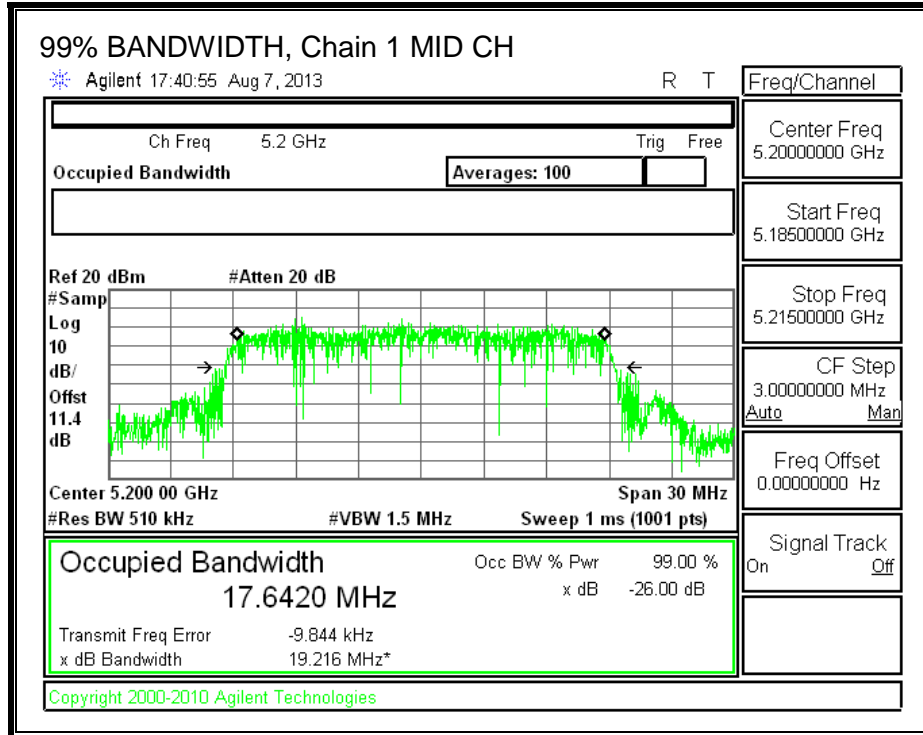 99% BANDWIDTH, Chain 1 MID CH
Agilent 17:40:55 Aug 7, 2013 R T
Freq/Channel
Ch Freq 5.2 GHz Trig Free
Occupied Bandwidth Averages: 100
Center Freq
5.20000000 GHz
Start Freq
5.18500000 GHz
Stop Freq
5.21500000 GHz
CF Step
3.00000000 MHz
Auto Man
Freq Offset
0.00000000 Hz
Signal Track
On Off
Ref 20 dBm #Atten 20 dB
#Samp
Log
10
dB/
Offst
11.4
dB
Center 5.200 00 GHz Span 30 MHz
#Res BW 510 kHz #VBW 1.5 MHz Sweep 1 ms (1001 pts)
Occupied Bandwidth Occ BW % Pwr 99.00 %
17.6420 MHz x dB -26.00 dB
Transmit Freq Error -9.844 kHz
x dB Bandwidth 19.216 MHz*
Copyright 2000-2010 Agilent Technologies